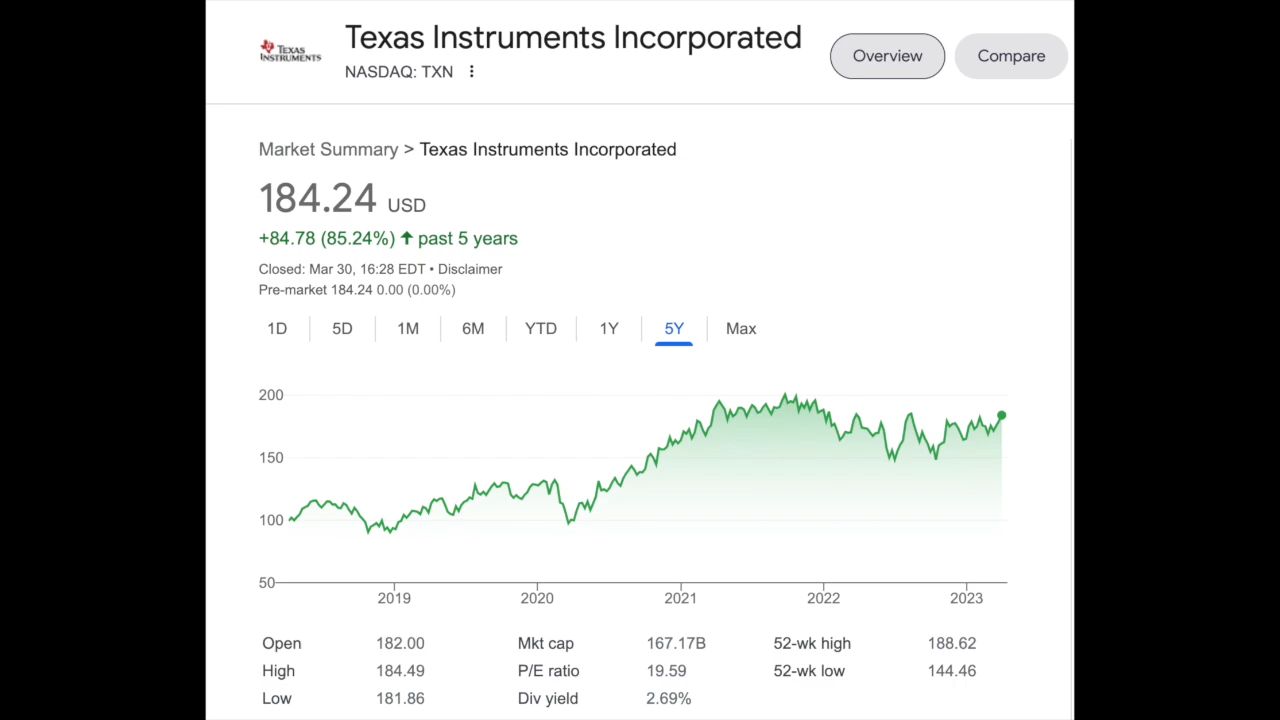 TEXAS
INSTRUMENTS
Texas Instruments Incorporated
NASDAQ: TXN
Overview
Compare
Market Summary > Texas Instruments Incorporated
184.24 USD
+84.78 (85.24%) ↑ past 5 years
Closed: Mar 30, 16:28 EDT • Disclaimer
Pre-market 184.24 0.00 (0.00%)
1D 5D 1M 6M YTD 1Y 5Y Max
200
150
100
50
2019 2020 2021 2022 2023
Open 182.00 Mkt cap 167.17B 52-wk high 188.62
High 184.49 P/E ratio 19.59 52-wk low 144.46
Low 181.86 Div yield 2.69%